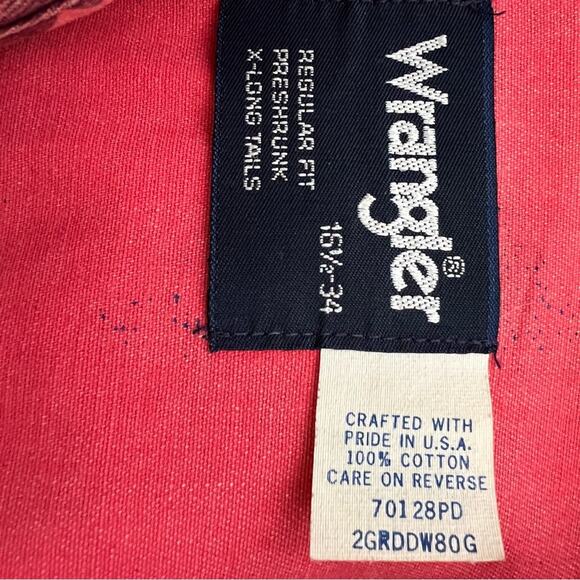 Wrangler®
16½-34
REGULAR FIT
PRESHRUNK
X-LONG TAILS
CRAFTED WITH
PRIDE IN U.S.A.
100% COTTON
CARE ON REVERSE
70128PD
2GRDDW80G